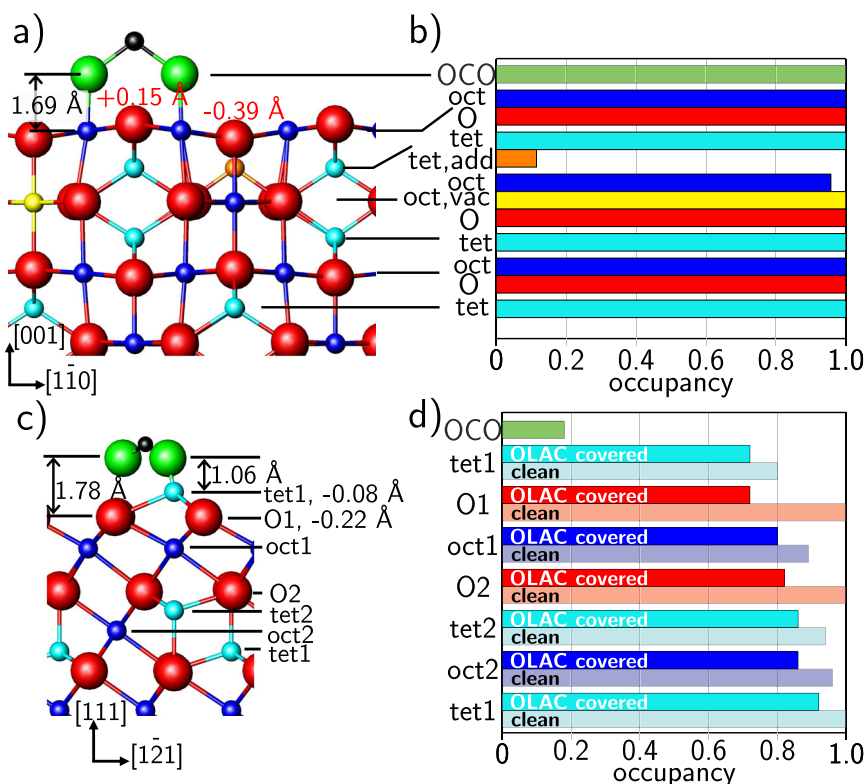 a)
1.69 Å
+0.15 Å
-0.39 Å
[001]
[11̄0]
b)
OCO
oct
O
tet
tet,add
oct
oct,vac
O
tet
oct
O
tet
0 0.2 0.4 0.6 0.8 1.0
occupancy
c)
1.78 Å
1.06 Å
tet1, -0.08 Å
O1, -0.22 Å
oct1
O2
tet2
oct2
tet1
[111]
[12̄1]
d)
OCO
tet1
OLAC covered
clean
O1
OLAC covered
clean
oct1
OLAC covered
clean
O2
OLAC covered
clean
tet2
OLAC covered
clean
oct2
OLAC covered
clean
tet1
OLAC covered
clean
0 0.2 0.4 0.6 0.8 1.0
occupancy